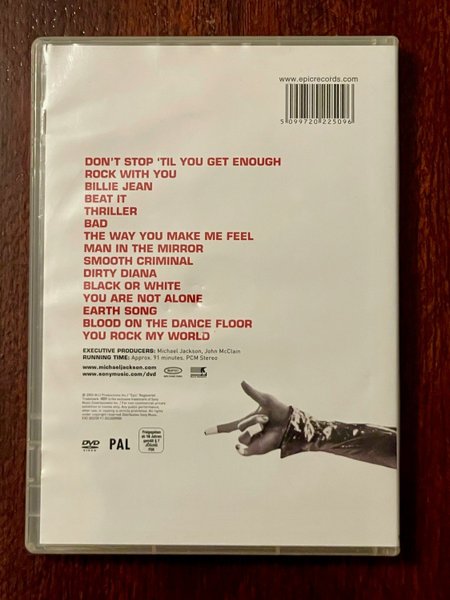 www.epicrecords.com
5 099720 225096
DON'T STOP 'TIL YOU GET ENOUGH
ROCK WITH YOU
BILLIE JEAN
BEAT IT
THRILLER
BAD
THE WAY YOU MAKE ME FEEL
MAN IN THE MIRROR
SMOOTH CRIMINAL
DIRTY DIANA
BLACK OR WHITE
YOU ARE NOT ALONE
EARTH SONG
BLOOD ON THE DANCE FLOOR
YOU ROCK MY WORLD
EXECUTIVE PRODUCERS: Michael Jackson, John McClain
RUNNING TIME: Approx. 91 minutes, PCM Stereo
www.michaeljackson.com
www.sonymusic.com/dvd
DVD
VIDEO
PAL